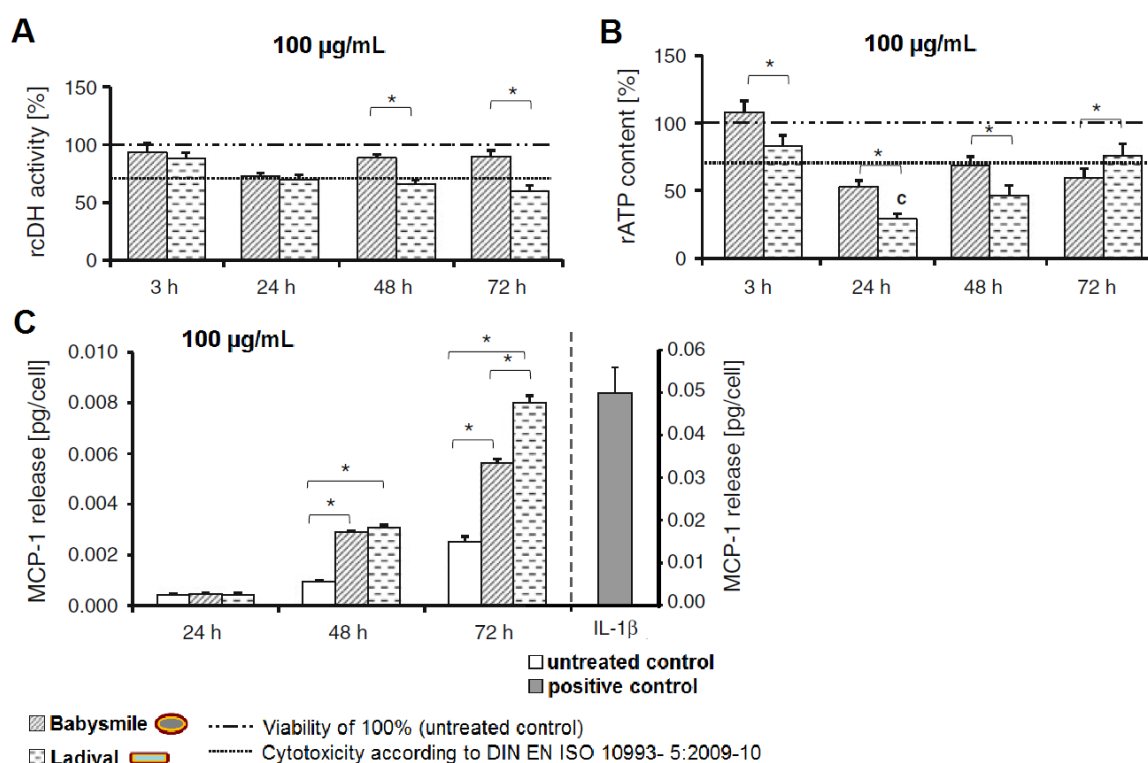 A
100 µg/mL
rcDH activity [%]
150
100
50
0
*
*
3 h
24 h
48 h
72 h
B
100 µg/mL
rATP content [%]
150
100
50
0
*
*
c
*
*
3 h
24 h
48 h
72 h
C
100 µg/mL
MCP-1 release [pg/cell]
0.010
0.008
0.006
0.004
0.002
0.000
*
*
*
*
*
24 h
48 h
72 h
IL-1β
0.06
0.05
0.04
0.03
0.02
0.01
0.00
MCP-1 release [pg/cell]
untreated control
positive control
Babysmile
Ladival
Viability of 100% (untreated control)
Cytotoxicity according to DIN EN ISO 10993- 5:2009-10